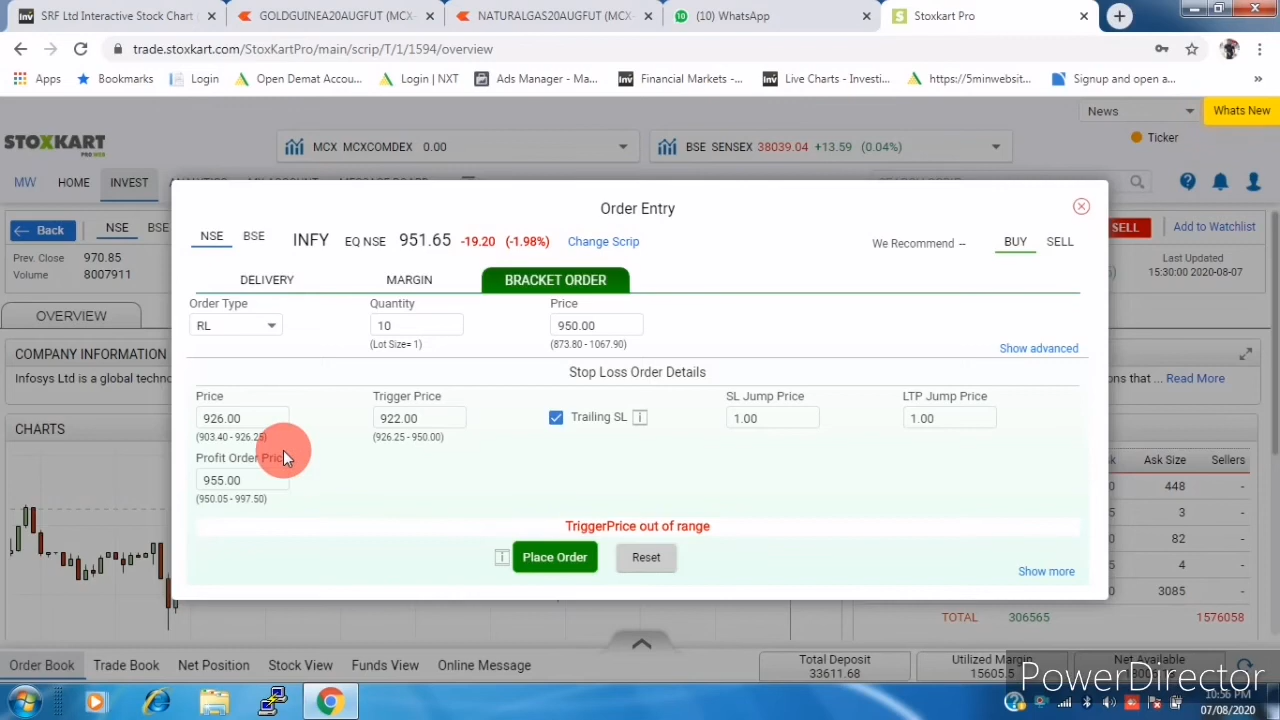 SRF Ltd Interactive Stock Chart
GOLDGUINEA20AUGFUT (MCX-
NATURALGAS20AUGFUT (MCX-
(10) WhatsApp
Stoxkart Pro
trade.stoxkart.com/StoxKartPro/main/scrip/T/1/1594/overview
Apps
Bookmarks
Login
Open Demat Accou...
Login | NXT
Ads Manager - Ma...
Financial Markets -...
Live Charts - Investi...
https://5minwebsit...
Signup and open a...
News
Whats New
STOXKART
PRO WEB
MCX MCXCOMDEX 0.00
BSE SENSEX 38039.04 +13.59 (0.04%)
Ticker
MW
HOME
INVEST
Back
NSE
BSE
SELL
Add to Watchlist
Prev. Close 970.85
Volume 8007911
Last Updated
15:30:00 2020-08-07
OVERVIEW
COMPANY INFORMATION
Infosys Ltd is a global techno
ons that ... Read More
CHARTS
Order Entry
NSE
BSE
INFY EQ NSE 951.65 -19.20 (-1.98%) Change Scrip
We Recommend --
BUY
SELL
DELIVERY
MARGIN
BRACKET ORDER
Order Type
Quantity
Price
RL
10
950.00
(Lot Size= 1)
(873.80 - 1067.90)
Show advanced
Stop Loss Order Details
Price
Trigger Price
SL Jump Price
LTP Jump Price
926.00
922.00
Trailing SL
1.00
1.00
(903.40 - 926.25)
(926.25 - 950.00)
Profit Order Price
955.00
(950.05 - 997.50)
TriggerPrice out of range
Place Order
Reset
Show more
Ask Size
Sellers
448 -
3 -
82 -
4 -
3085 -
TOTAL 306565 1576058
Order Book
Trade Book
Net Position
Stock View
Funds View
Online Message
Total Deposit
33611.68
Utilized Margin
15605.5
Net Available
PowerDirector
10:56 PM
07/08/2020